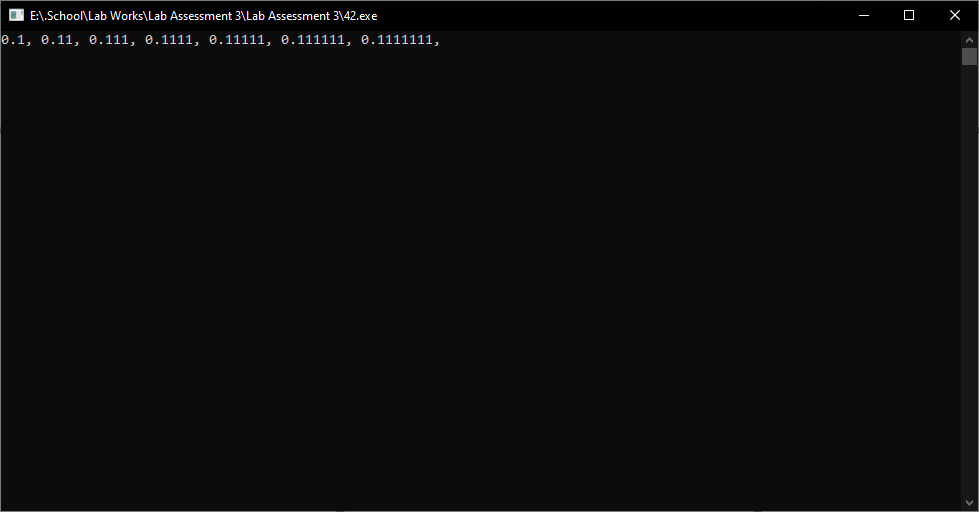 E:\.School\Lab Works\Lab Assessment 3\Lab Assessment 3\42.exe
0.1, 0.11, 0.111, 0.1111, 0.11111, 0.111111, 0.1111111,